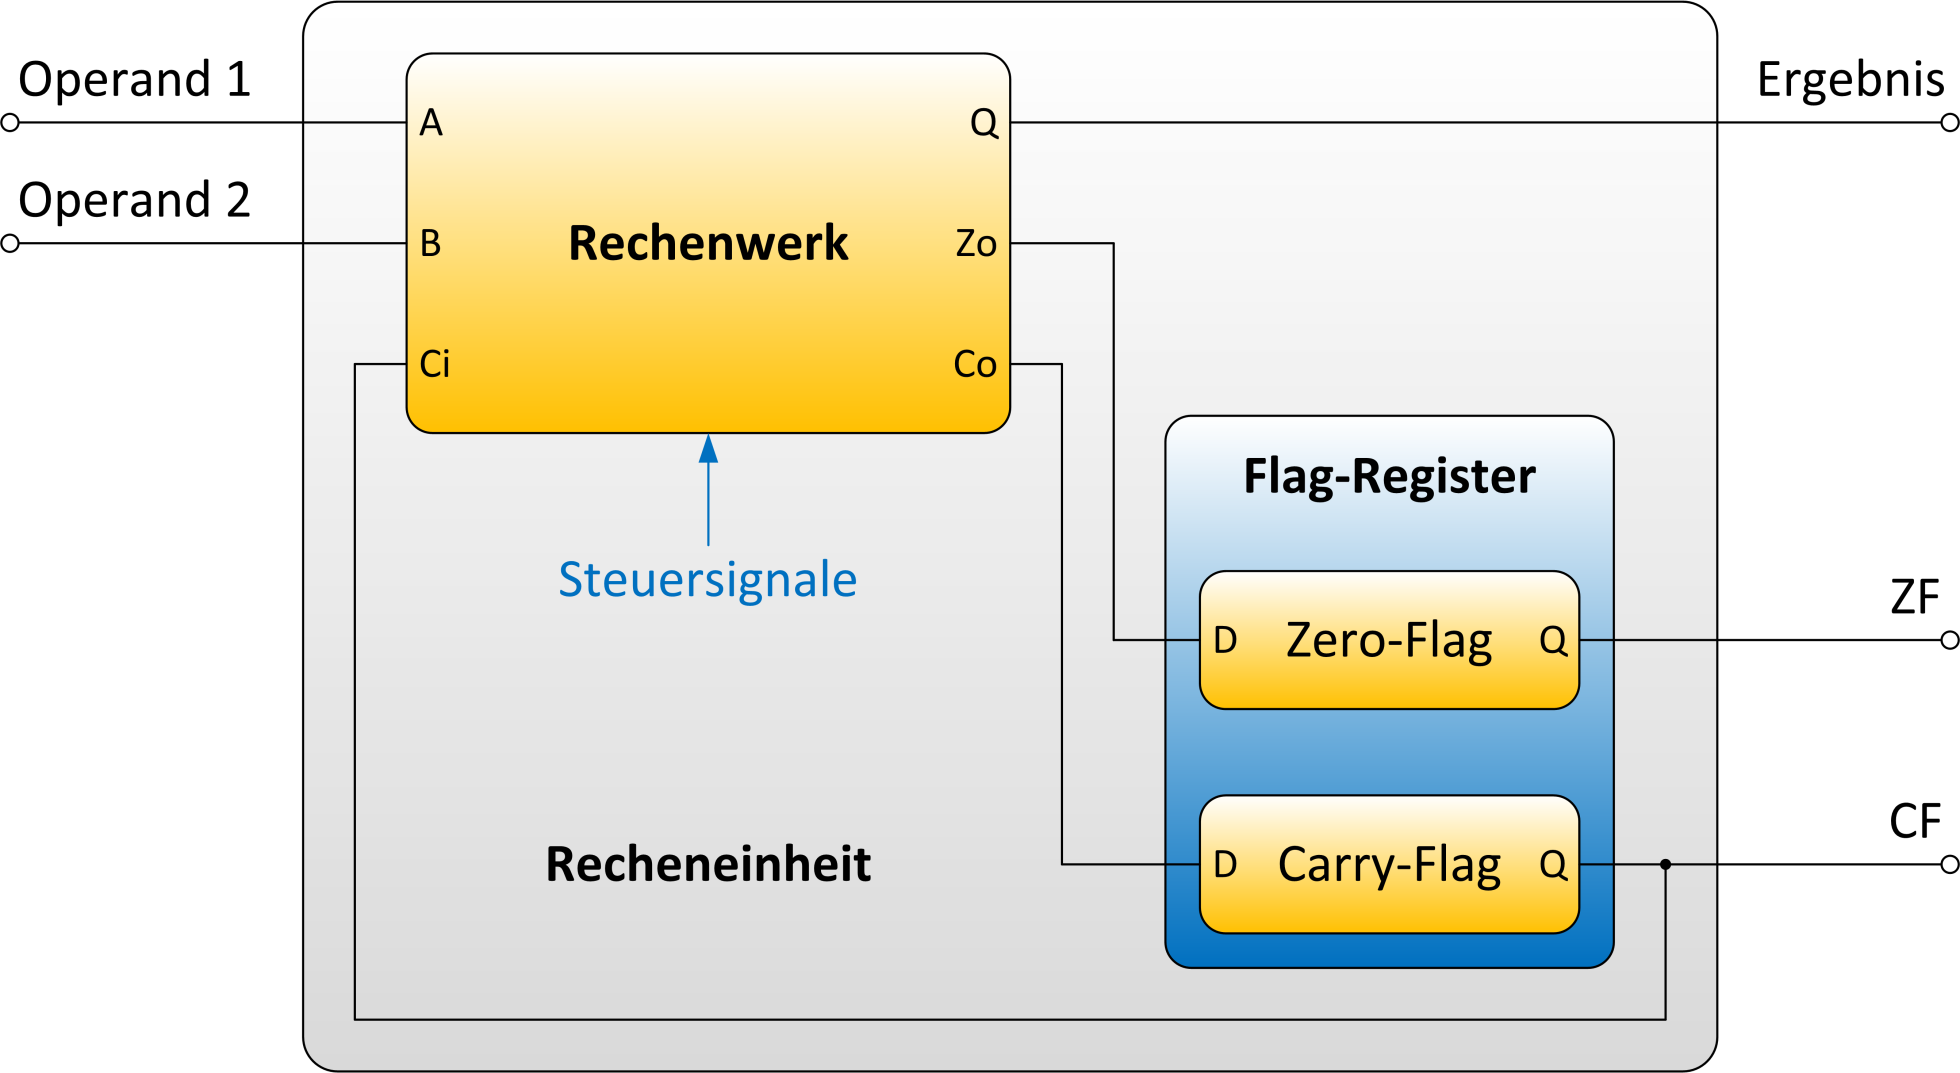 Operand 1
Ergebnis
A
Q
Operand 2
B
Rechenwerk
Zo
Ci
Co
Flag-Register
Steuersignale
ZF
D
Zero-Flag
Q
CF
Recheneinheit
D
Carry-Flag
Q